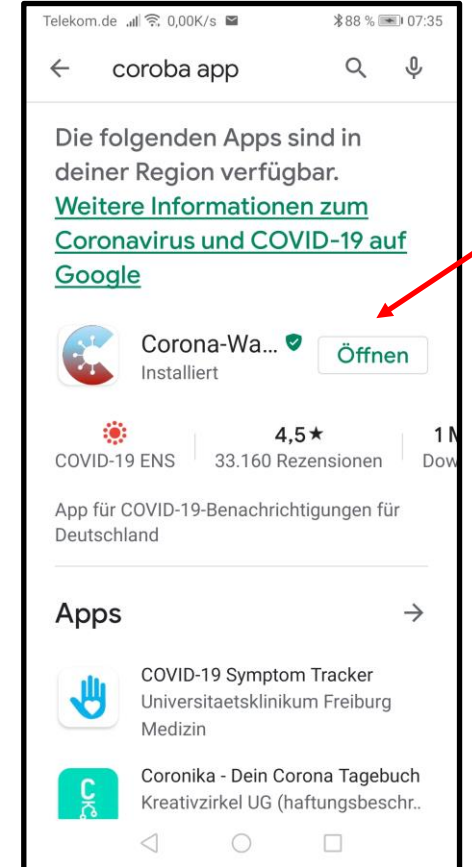 Telekom.de 0,00K/s 88 % 07:35
coroba app
Die folgenden Apps sind in
deiner Region verfügbar.
Weitere Informationen zum
Coronavirus und COVID-19 auf
Google
Corona-Wa...
Installiert
Öffnen
4,5★
1 M
COVID-19 ENS
33.160 Rezensionen
Dow
App für COVID-19-Benachrichtigungen für
Deutschland
Apps
COVID-19 Symptom Tracker
Universitaetsklinikum Freiburg
Medizin
Coronika - Dein Corona Tagebuch
Kreativzirkel UG (haftungsbeschr..